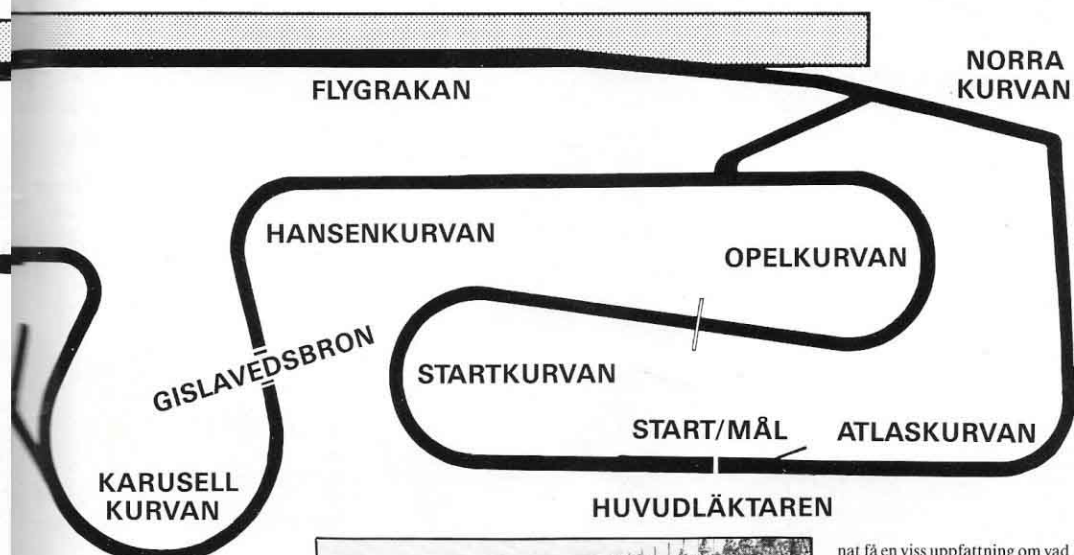 FLYGRAKAN
NORRA
KURVAN
HANSENKURVAN
OPELKURVAN
GISLAVEDSBRON
STARTKURVAN
START/MÅL
ATLASKURVAN
KARUSELL
KURVAN
HUVUDLÄKTAREN
nat få en viss uppfattning om vad